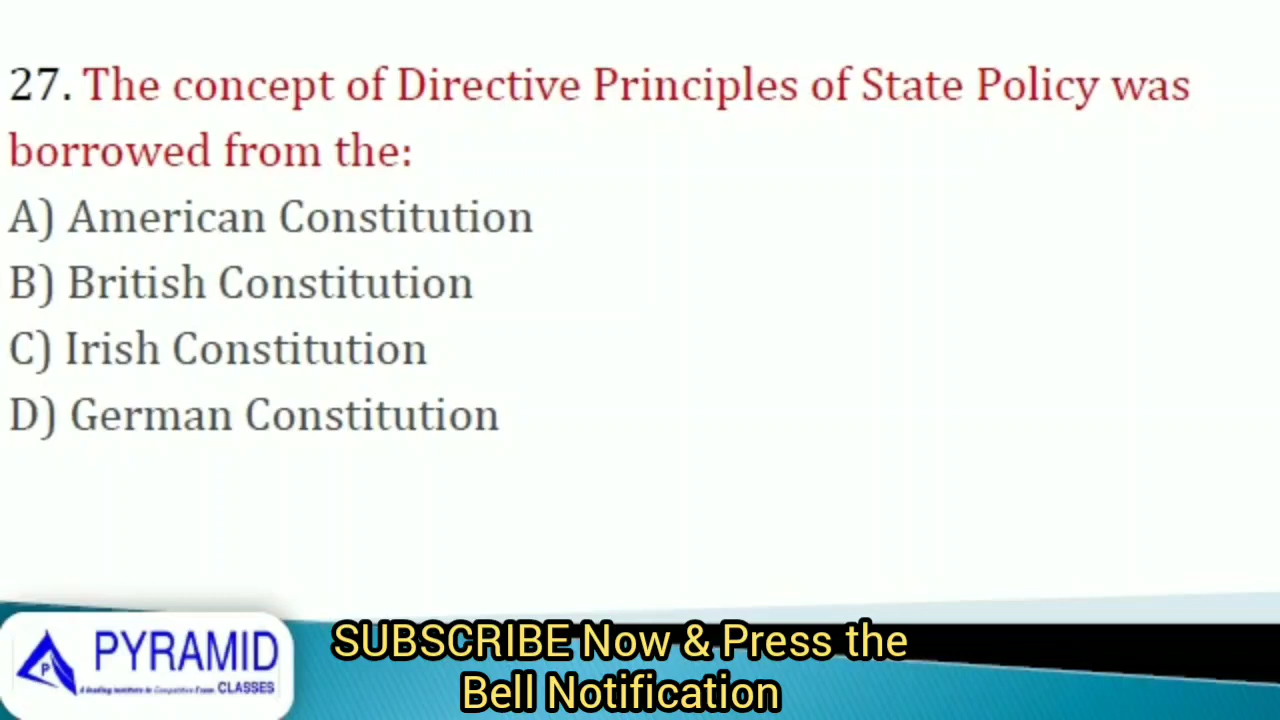 27. The concept of Directive Principles of State Policy was
borrowed from the:
A) American Constitution
B) British Constitution
C) Irish Constitution
D) German Constitution
P
PYRAMID
A leading institute in Competitive Exam CLASSES
SUBSCRIBE Now & Press the
Bell Notification